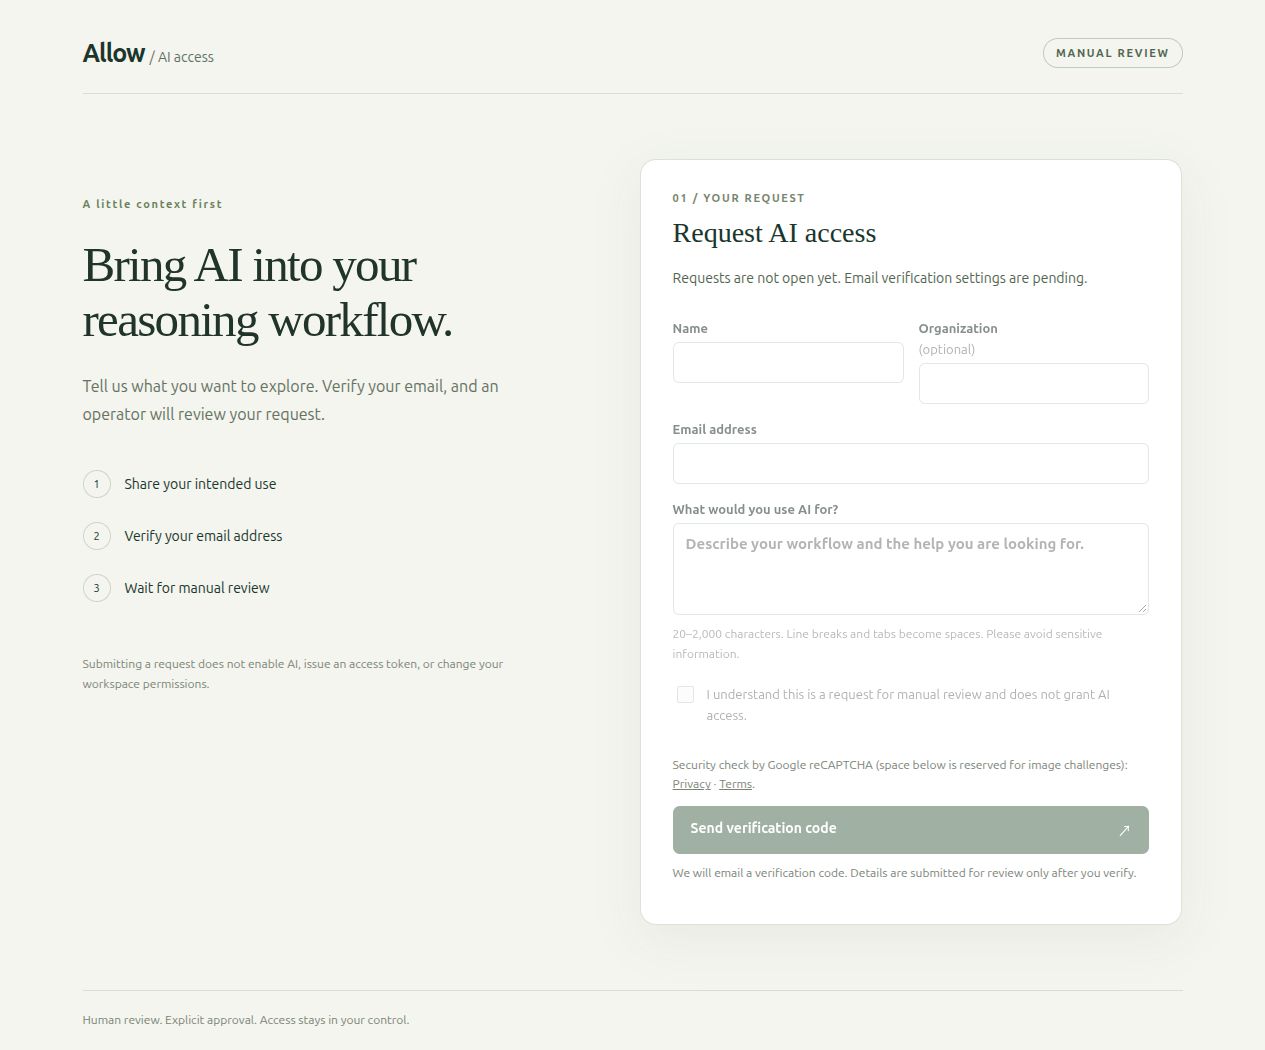 Allow / AI access
MANUAL REVIEW
A little context first
Bring AI into your
reasoning workflow.
Tell us what you want to explore. Verify your email, and an
operator will review your request.
1 Share your intended use
2 Verify your email address
3 Wait for manual review
Submitting a request does not enable AI, issue an access token, or change your
workspace permissions.
01 / YOUR REQUEST
Request AI access
Requests are not open yet. Email verification settings are pending.
Name
Organization
(optional)
Email address
What would you use AI for?
Describe your workflow and the help you are looking for.
20–2,000 characters. Line breaks and tabs become spaces. Please avoid sensitive
information.
I understand this is a request for manual review and does not grant AI
access.
Security check by Google reCAPTCHA (space below is reserved for image challenges):
Privacy · Terms.
Send verification code ↗
We will email a verification code. Details are submitted for review only after you verify.
Human review. Explicit approval. Access stays in your control.